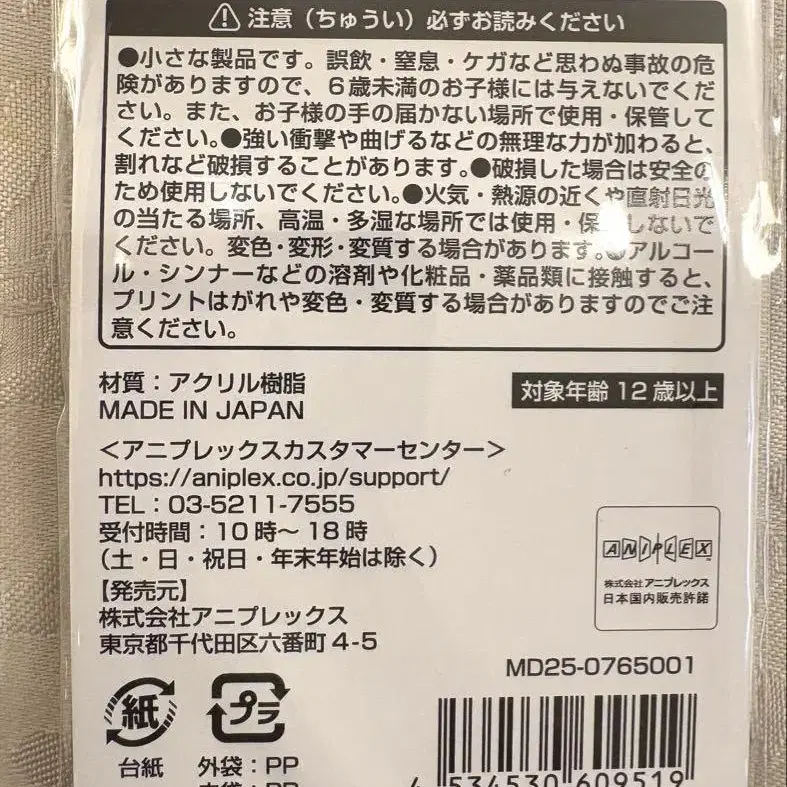 注意（ちゅうい）必ずお読みください
●小さな製品です。誤飲・窒息・ケガなど思わぬ事故の危
険がありますので、6歳未満のお子様には与えないでくだ
さい。また、お子様の手の届かない場所で使用・保管して
ください。●強い衝撃や曲げるなどの無理な力が加わると、
割れなど破損することがあります。●破損した場合は安全の
ため使用しないでください。●火気・熱源の近くや直射日光
の当たる場所、高温・多湿な場所では使用・保管しないで
ください。変色・変形・変質する場合があります。●アルコー
ル・シンナーなどの溶剤や化粧品・薬品類に接触すると、
プリントはがれや変色・変質する場合がありますのでご注
意ください。
材質：アクリル樹脂
対象年齢 12歳以上
MADE IN JAPAN
＜アニプレックスカスタマーセンター＞
https://aniplex.co.jp/support/
TEL：03-5211-7555
受付時間：10時～18時
（土・日・祝日・年末年始は除く）
【発売元】
株式会社アニプレックス
東京都千代田区六番町4-5
ANIPLEX
株式会社アニプレックス
日本国内販売許諾
MD25-0765001
紙
プラ
台紙
外袋：PP
4 534530 609519